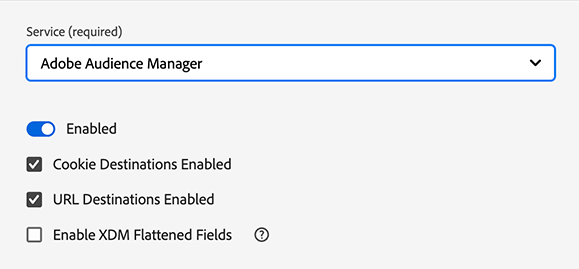 Service (required)
Adobe Audience Manager
Enabled
Cookie Destinations Enabled
URL Destinations Enabled
Enable XDM Flattened Fields ?